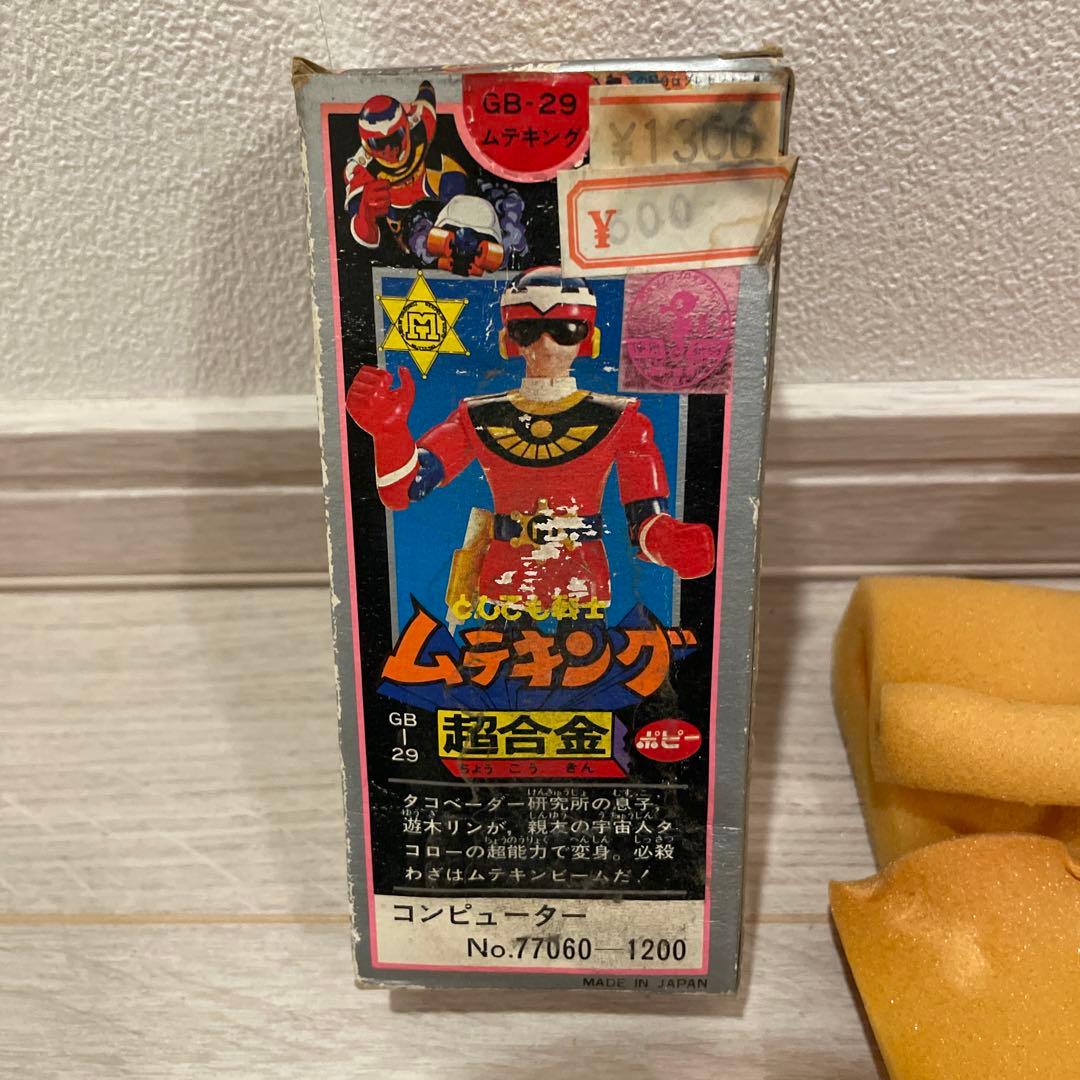 GB-29
ムテキング
¥1300
¥600
M
とんでも戦士
ムテキング
GB-29
超合金
ちょうごうきん
ポピー
タコベーダー研究所の息子,
遊木リンが,親友の宇宙人タ
コローの超能力で変身。必殺
わざはムテキンビームだ!
コンピューター
No.77060—1200
MADE IN JAPAN